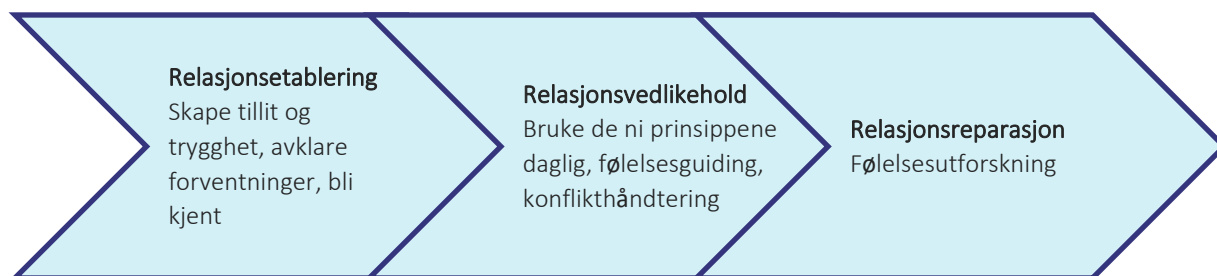 Relasjonsetablering
Skape tillit og
trygghet, avklare
forventninger, bli
kjent
Relasjonsvedlikehold
Bruke de ni prinsippene
daglig, følelsesguiding,
konflikthåndtering
Relasjonsreparasjon
Følelsesutforskning